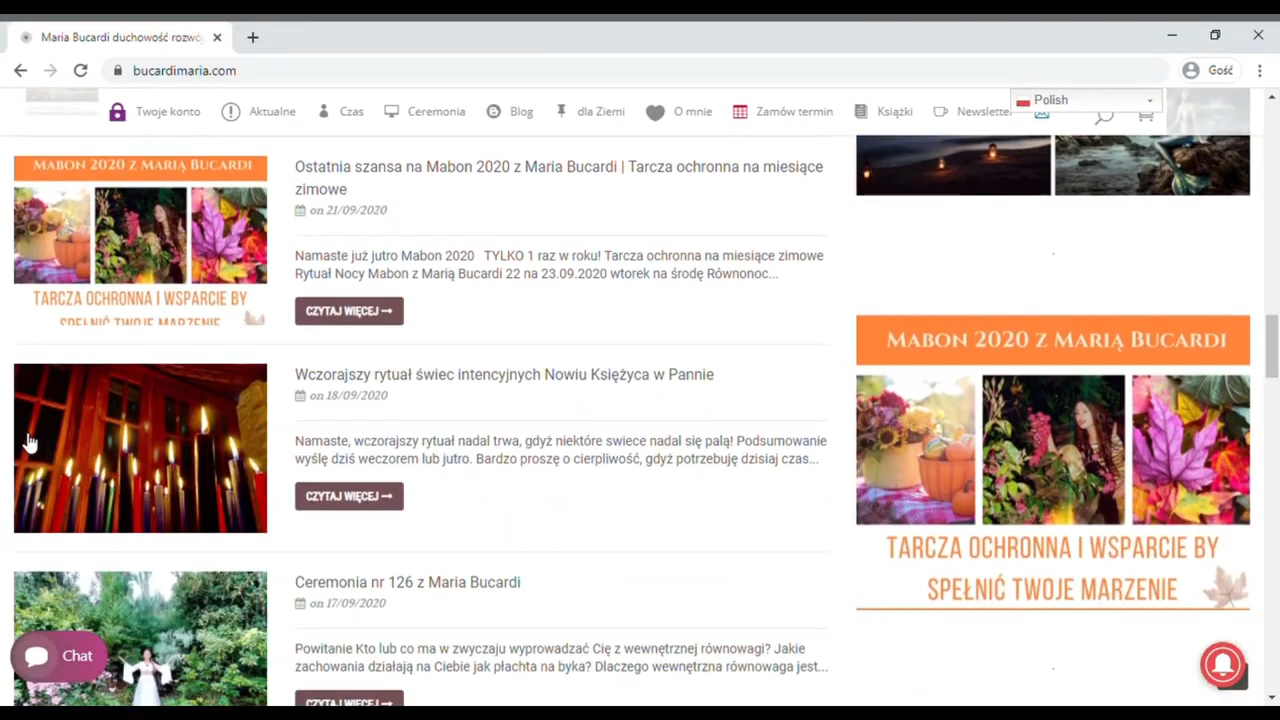 Maria Bucardi duchowość rozwój
bucardimaria.com
Gość
Twoje konto
Aktualne
Czas
Ceremonia
Blog
dla Ziemi
O mnie
Zamów termin
Książki
Newsletter
Polish
MABON 2020 Z MARIĄ BUCARDI
TARCZA OCHRONNA I WSPARCIE BY
SPEŁNIĆ TWOJE MARZENIE
Ostatnia szansa na Mabon 2020 z Maria Bucardi | Tarcza ochronna na miesiące
zimowe
on 21/09/2020
Namaste już jutro Mabon 2020 TYLKO 1 raz w roku! Tarcza ochronna na miesiące zimowe
Rytuał Nocy Mabon z Marią Bucardi 22 na 23.09.2020 wtorek na środę Równonoc...
CZYTAJ WIĘCEJ →
Wczorajszy rytuał świec intencyjnych Nowiu Księżyca w Pannie
on 18/09/2020
Namaste, wczorajszy rytuał nadal trwa, gdyż niektóre swiece nadal się palą! Podsumowanie
wyślę dziś weczorem lub jutro. Bardzo proszę o cierpliwość, gdyż potrzebuję dzisiaj czas...
CZYTAJ WIĘCEJ →
Ceremonia nr 126 z Maria Bucardi
on 17/09/2020
Powitanie Kto lub co ma w zwyczaju wyprowadzać Cię z wewnętrznej równowagi? Jakie
zachowania działają na Ciebie jak płachta na byka? Dlaczego wewnętrzna równowaga jest...
CZYTAJ WIĘCEJ →
Chat
MABON 2020 Z MARIĄ BUCARDI
TARCZA OCHRONNA I WSPARCIE BY
SPEŁNIĆ TWOJE MARZENIE